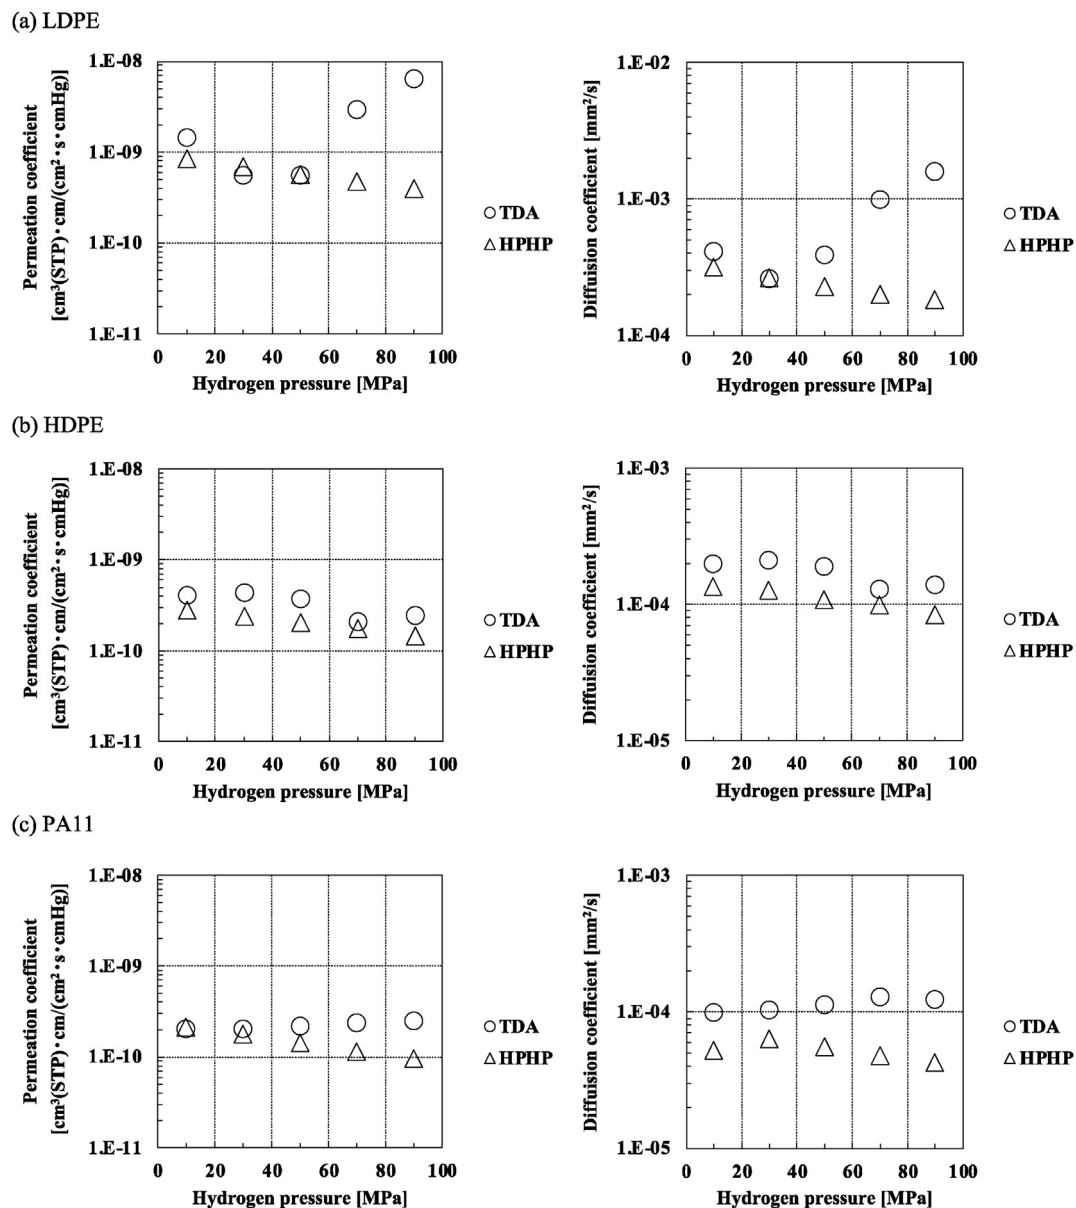 (a) LDPE
Permeation coefficient
[cm³(STP)・cm/(cm²・s・cmHg)]
1.E-08
1.E-09
1.E-10
1.E-11
0 20 40 60 80 100
Hydrogen pressure [MPa]
TDA
HPHP
Diffuision coefficient [mm²/s]
1.E-02
1.E-03
1.E-04
0 20 40 60 80 100
Hydrogen pressure [MPa]
TDA
HPHP
(b) HDPE
Permeation coefficient
[cm³(STP)・cm/(cm²・s・cmHg)]
1.E-08
1.E-09
1.E-10
1.E-11
0 20 40 60 80 100
Hydrogen pressure [MPa]
TDA
HPHP
Diffuision coefficient [mm²/s]
1.E-03
1.E-04
1.E-05
0 20 40 60 80 100
Hydrogen pressure [MPa]
TDA
HPHP
(c) PA11
Permeation coefficient
[cm³(STP)・cm/(cm²・s・cmHg)]
1.E-08
1.E-09
1.E-10
1.E-11
0 20 40 60 80 100
Hydrogen pressure [MPa]
TDA
HPHP
Diffuision coefficient [mm²/s]
1.E-03
1.E-04
1.E-05
0 20 40 60 80 100
Hydrogen pressure [MPa]
TDA
HPHP